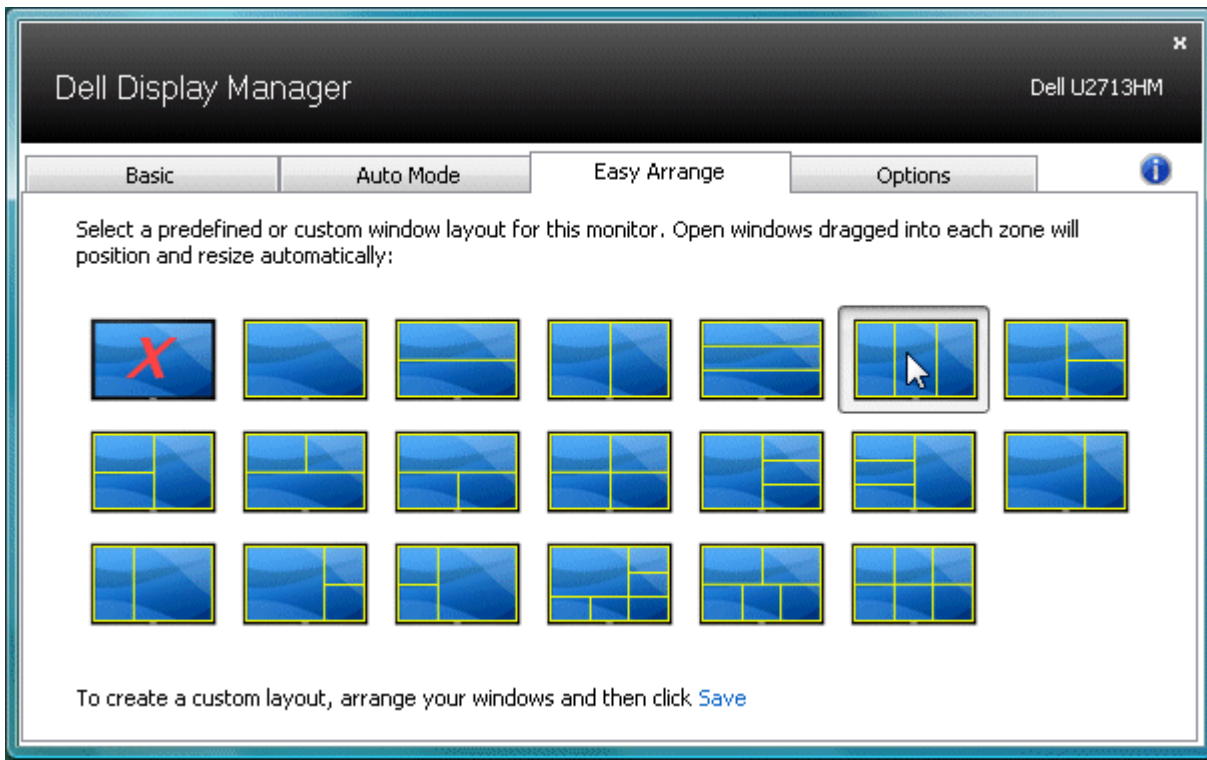 Dell Display Manager
Dell U2713HM
Basic
Auto Mode
Easy Arrange
Options
Select a predefined or custom window layout for this monitor. Open windows dragged into each zone will
position and resize automatically:
To create a custom layout, arrange your windows and then click Save